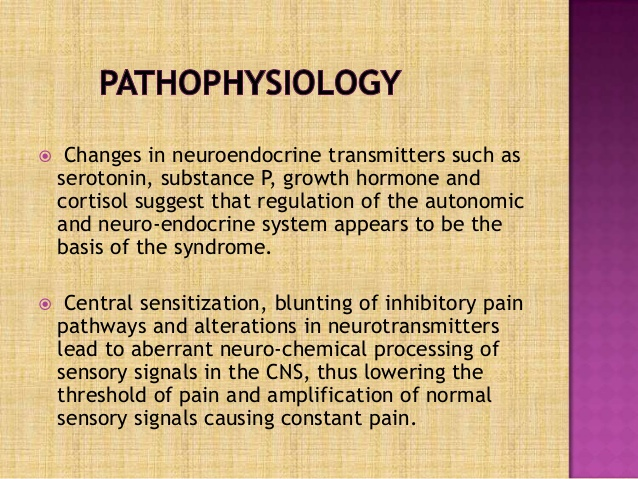 PATHOPHYSIOLOGY
Changes in neuroendocrine transmitters such as
serotonin, substance P, growth hormone and
cortisol suggest that regulation of the autonomic
and neuro-endocrine system appears to be the
basis of the syndrome.
Central sensitization, blunting of inhibitory pain
pathways and alterations in neurotransmitters
lead to aberrant neuro-chemical processing of
sensory signals in the CNS, thus lowering the
threshold of pain and amplification of normal
sensory signals causing constant pain.